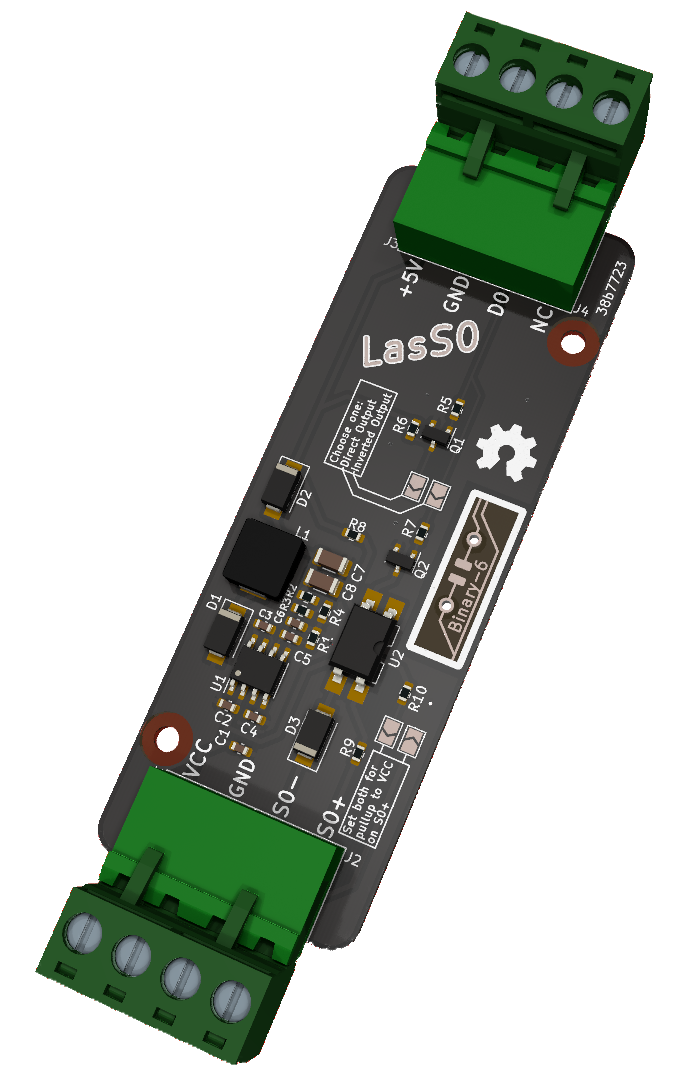 J3
+5V
GND
D0
NC
J4
38b7723
LasS0
Choose one:
Direct Output
Inverted Output
R5
R6
Q1
D2
R8
R7
L1
Q2
C7
C8
D1
C3
C6
R3
R2
R4
R1
C5
U2
U1
R10
C2
C4
C1
D3
R9
Binary-6
VCC
GND
S0-
S0+
Set both for
pullup to VCC
on S0+
J2